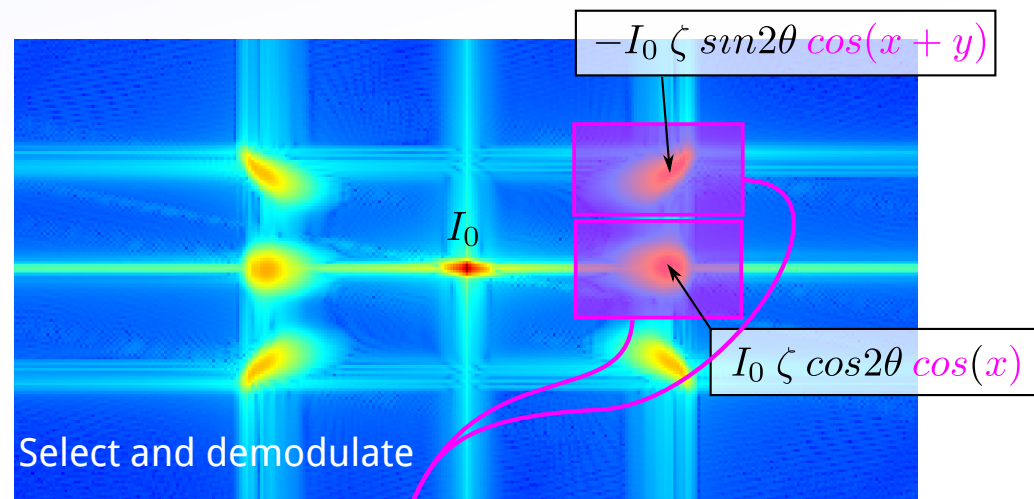 −I₀ ζ sin2θ cos(x + y)
I₀
I₀ ζ cos2θ cos(x)
Select and demodulate